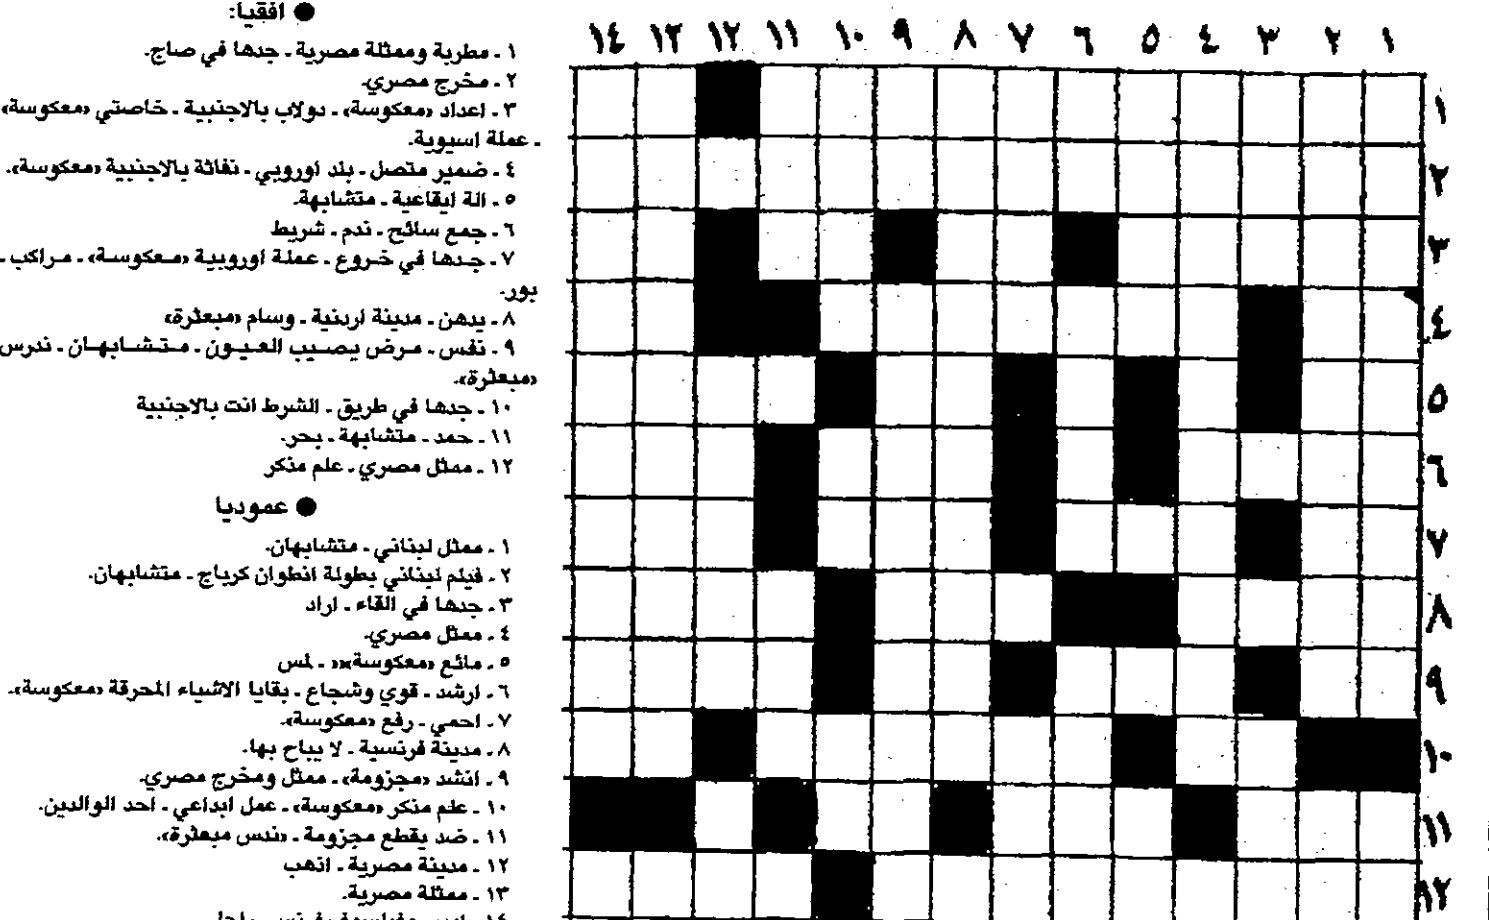 ● افقيا:
١ - مطربة وممثلة مصرية - جدها في صاج.
٢ - مخرج مصري.
٣ - اعداد «معكوسة» - دولاب بالاجنبية - خاصتي «معكوسة»
- عملة اسيوية.
٤ - ضمير متصل - بلد اوروبي - نفاثة بالاجنبية «معكوسة».
٥ - الة ايقاعية - متشابهة.
٦ - جمع سائح - ندم - شريط
٧ - جدها في خروع - عملة اوروبية «معكوسة» - مراكب -
بور.
٨ - يدهن - مدينة اردنية - وسام «مبعثرة»
٩ - نفس - مرض يصيب العيون - متشابهان - ندرس
«مبعثرة».
١٠ - جدها في طريق - الشرط انت بالاجنبية
١١ - حمد - متشابهة - بحر.
١٢ - ممثل مصري - علم مذكر
● عموديا
١ - ممثل لبناني - متشابهان.
٢ - فيلم لبناني بطولة انطوان كرباج - متشابهان.
٣ - جدها في القاء - اراد
٤ - ممثل مصري.
٥ - مائع «معكوسة»« - لمس
٦ - ارشد - قوي وشجاع - بقايا الاشياء المحرقة «معكوسة».
٧ - احمي - رفع «معكوسة».
٨ - مدينة فرنسية - لا يباح بها.
٩ - انشد «مجزومة» - ممثل ومخرج مصري.
١٠ - علم مذكر «معكوسة» - عمل ابداعي - احد الوالدين.
١١ - ضد يقطع مجزومة - «ندس مبعثرة».
١٢ - مدينة مصرية - انهب
١٣ - ممثلة مصرية.
١ ٢ ٣ ٤ ٥ ٦ ٧ ٨ ٩ ١٠ ١١ ١٢ ١٣ ١٤
١
٢
٣
٤
٥
٦
٧
٨
٩
١٠
١١
١٢